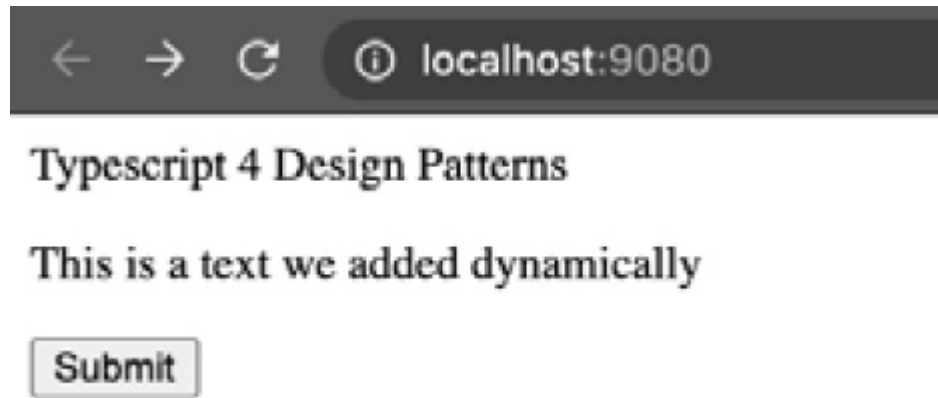 localhost:9080
Typescript 4 Design Patterns
This is a text we added dynamically
Submit